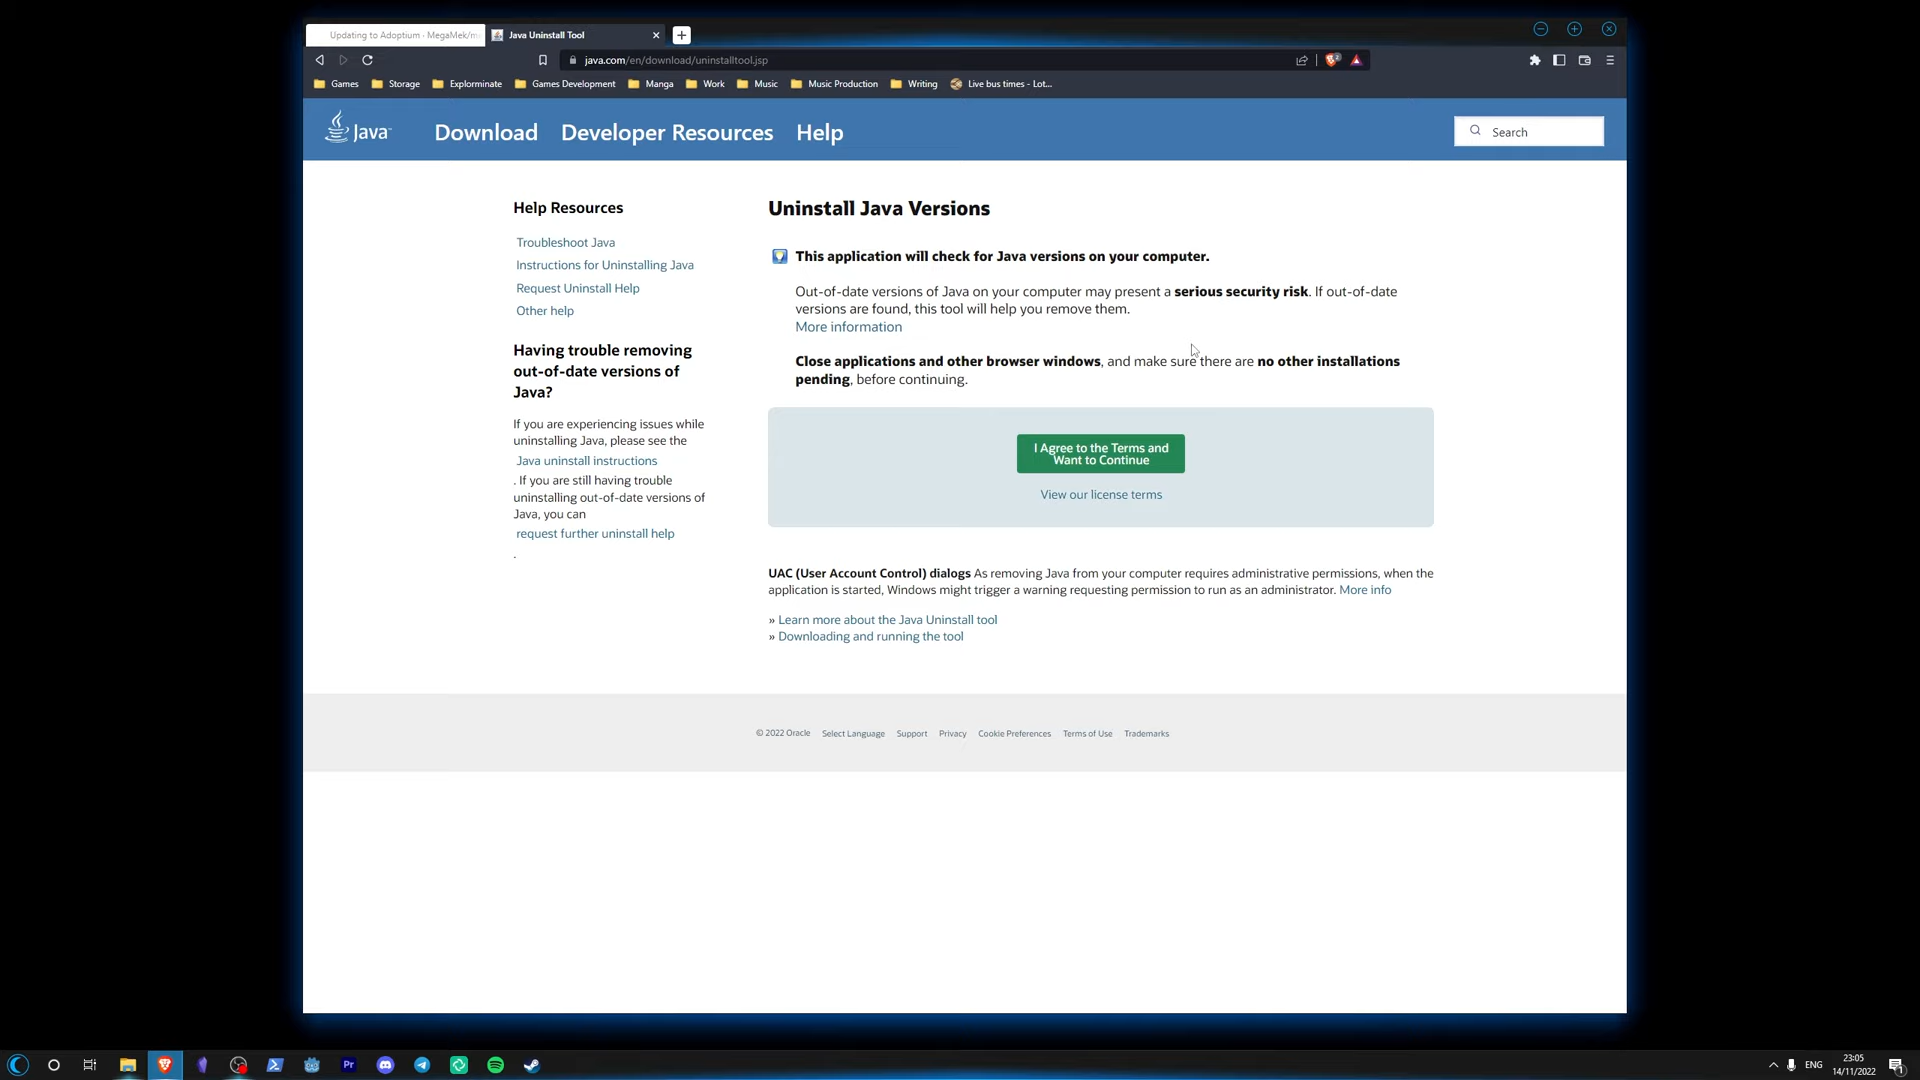 Updating to Adoptium · MegaMek/m
Java Uninstall Tool
java.com/en/download/uninstalltool.jsp
Games
Storage
Explorminate
Games Development
Manga
Work
Music
Music Production
Writing
Live bus times - Lot...
Java
Download
Developer Resources
Help
Search
Help Resources
Troubleshoot Java
Instructions for Uninstalling Java
Request Uninstall Help
Other help
Having trouble removing
out-of-date versions of
Java?
If you are experiencing issues while
uninstalling Java, please see the
Java uninstall instructions
. If you are still having trouble
uninstalling out-of-date versions of
Java, you can
request further uninstall help
.
Uninstall Java Versions
This application will check for Java versions on your computer.
Out-of-date versions of Java on your computer may present a serious security risk. If out-of-date
versions are found, this tool will help you remove them.
More information
Close applications and other browser windows, and make sure there are no other installations
pending, before continuing.
I Agree to the Terms and
Want to Continue
View our license terms
UAC (User Account Control) dialogs As removing Java from your computer requires administrative permissions, when the
application is started, Windows might trigger a warning requesting permission to run as an administrator. More info
» Learn more about the Java Uninstall tool
» Downloading and running the tool
© 2022 Oracle
Select Language
Support
Privacy
Cookie Preferences
Terms of Use
Trademarks
Pr
ENG
23:05
14/11/2022